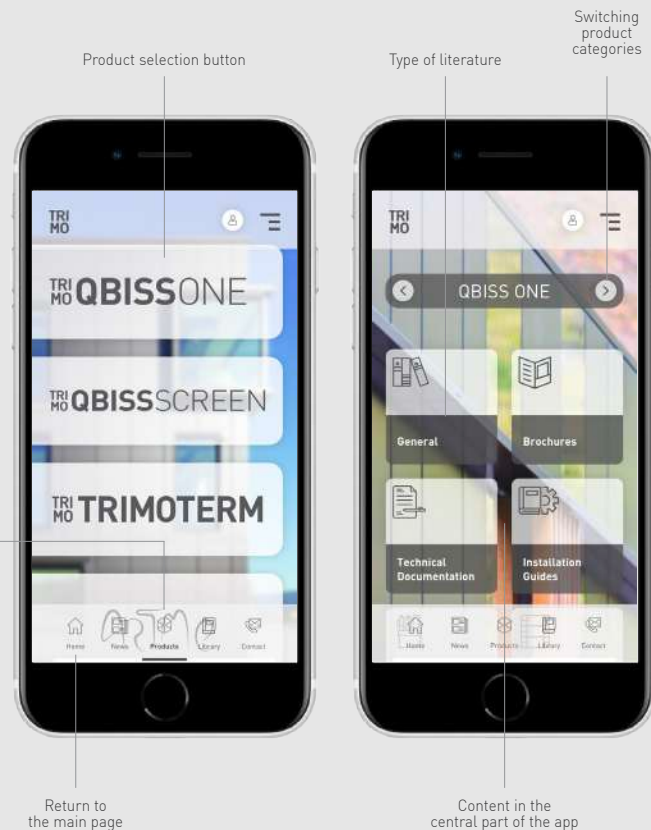 Switching
product
categories
Product selection button
Type of literature
TRI
MO
TRI
MO QBISSONE
TRI
MO QBISSSCREEN
TRI
MO TRIMOTERM
Home News Products Library Contact
TRI
MO
QBISS ONE
General Brochures
Technical
Documentation
Installation
Guides
Home News Products Library Contact
Return to
the main page
Content in the
central part of the app